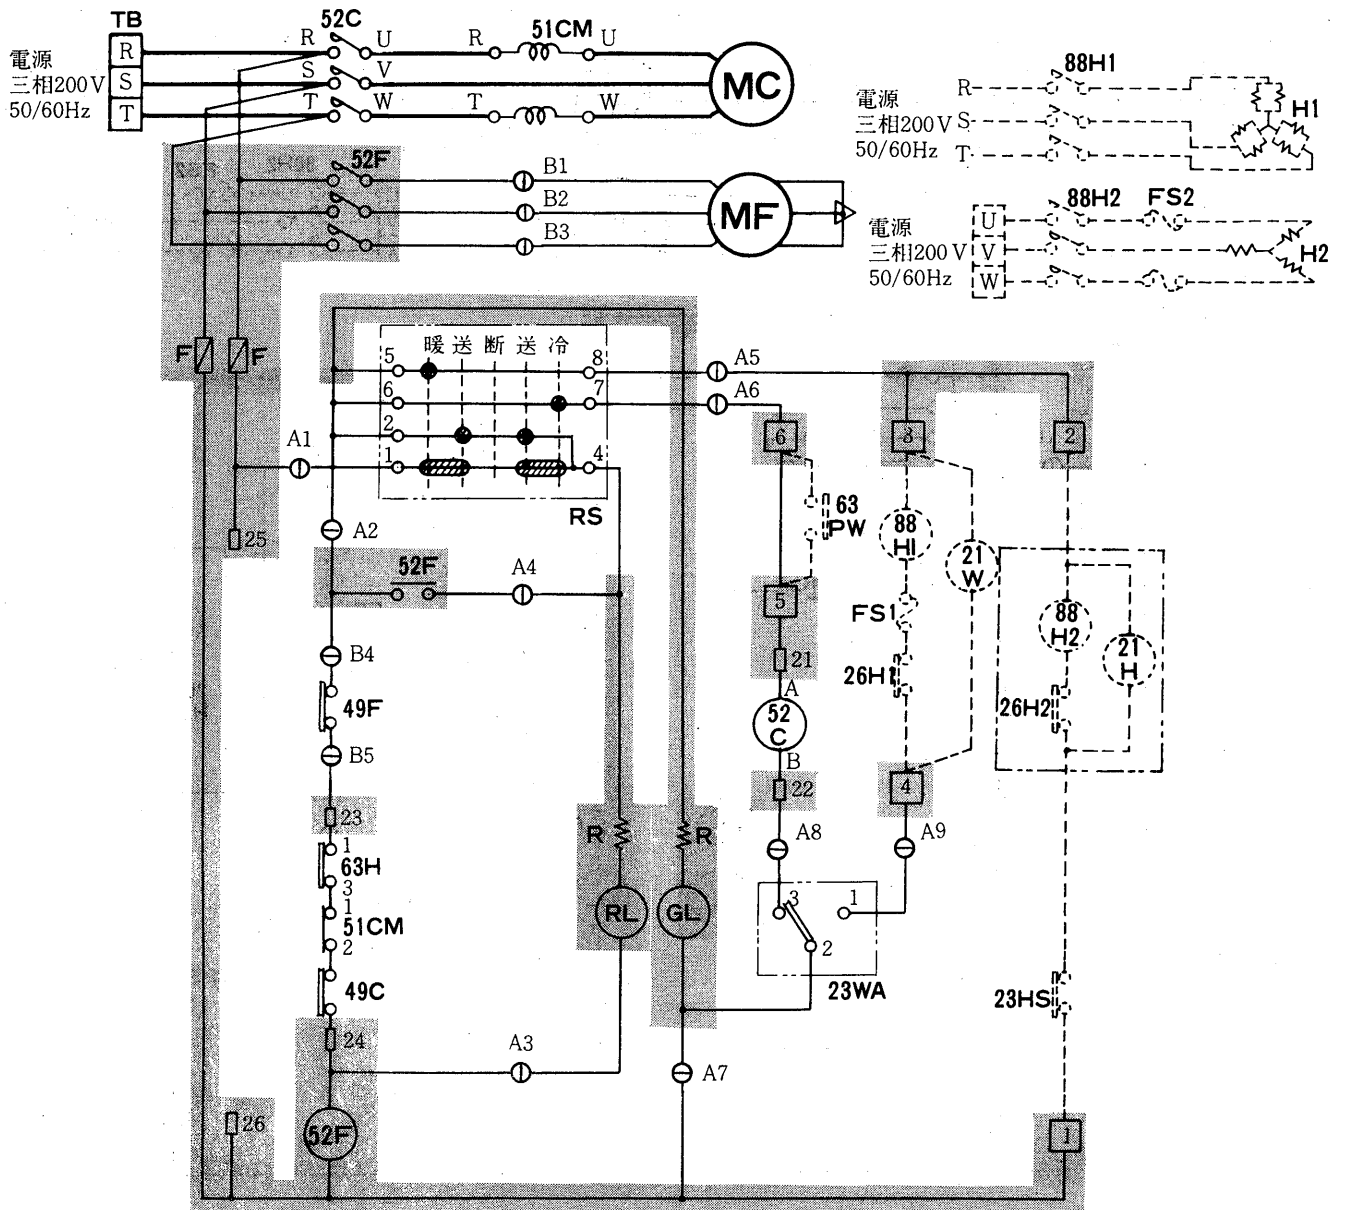 TB
52C
51CM
電源
三相200V
50/60Hz
R
S
T
R
S
T
U
V
W
R
T
U
W
MC
52F
B1
B2
B3
MF
電源
三相200V
50/60Hz
R
S
T
88H1
H1
電源
三相200V
50/60Hz
U
V
W
88H2
FS2
H2
F
F
暖 送 断 送 冷
5
6
2
1
8
7
4
RS
A1
A2
A5
A6
25
52F
A4
B4
49F
B5
23
1
63H
3
1
51CM
2
49C
24
A3
52F
26
R
R
RL
GL
A7
6
63
PW
5
21
A
52
C
B
22
A8
3
88
H1
21
W
FS1
26H1
4
A9
3
1
2
23WA
2
88
H2
21
H
26H2
23HS
1